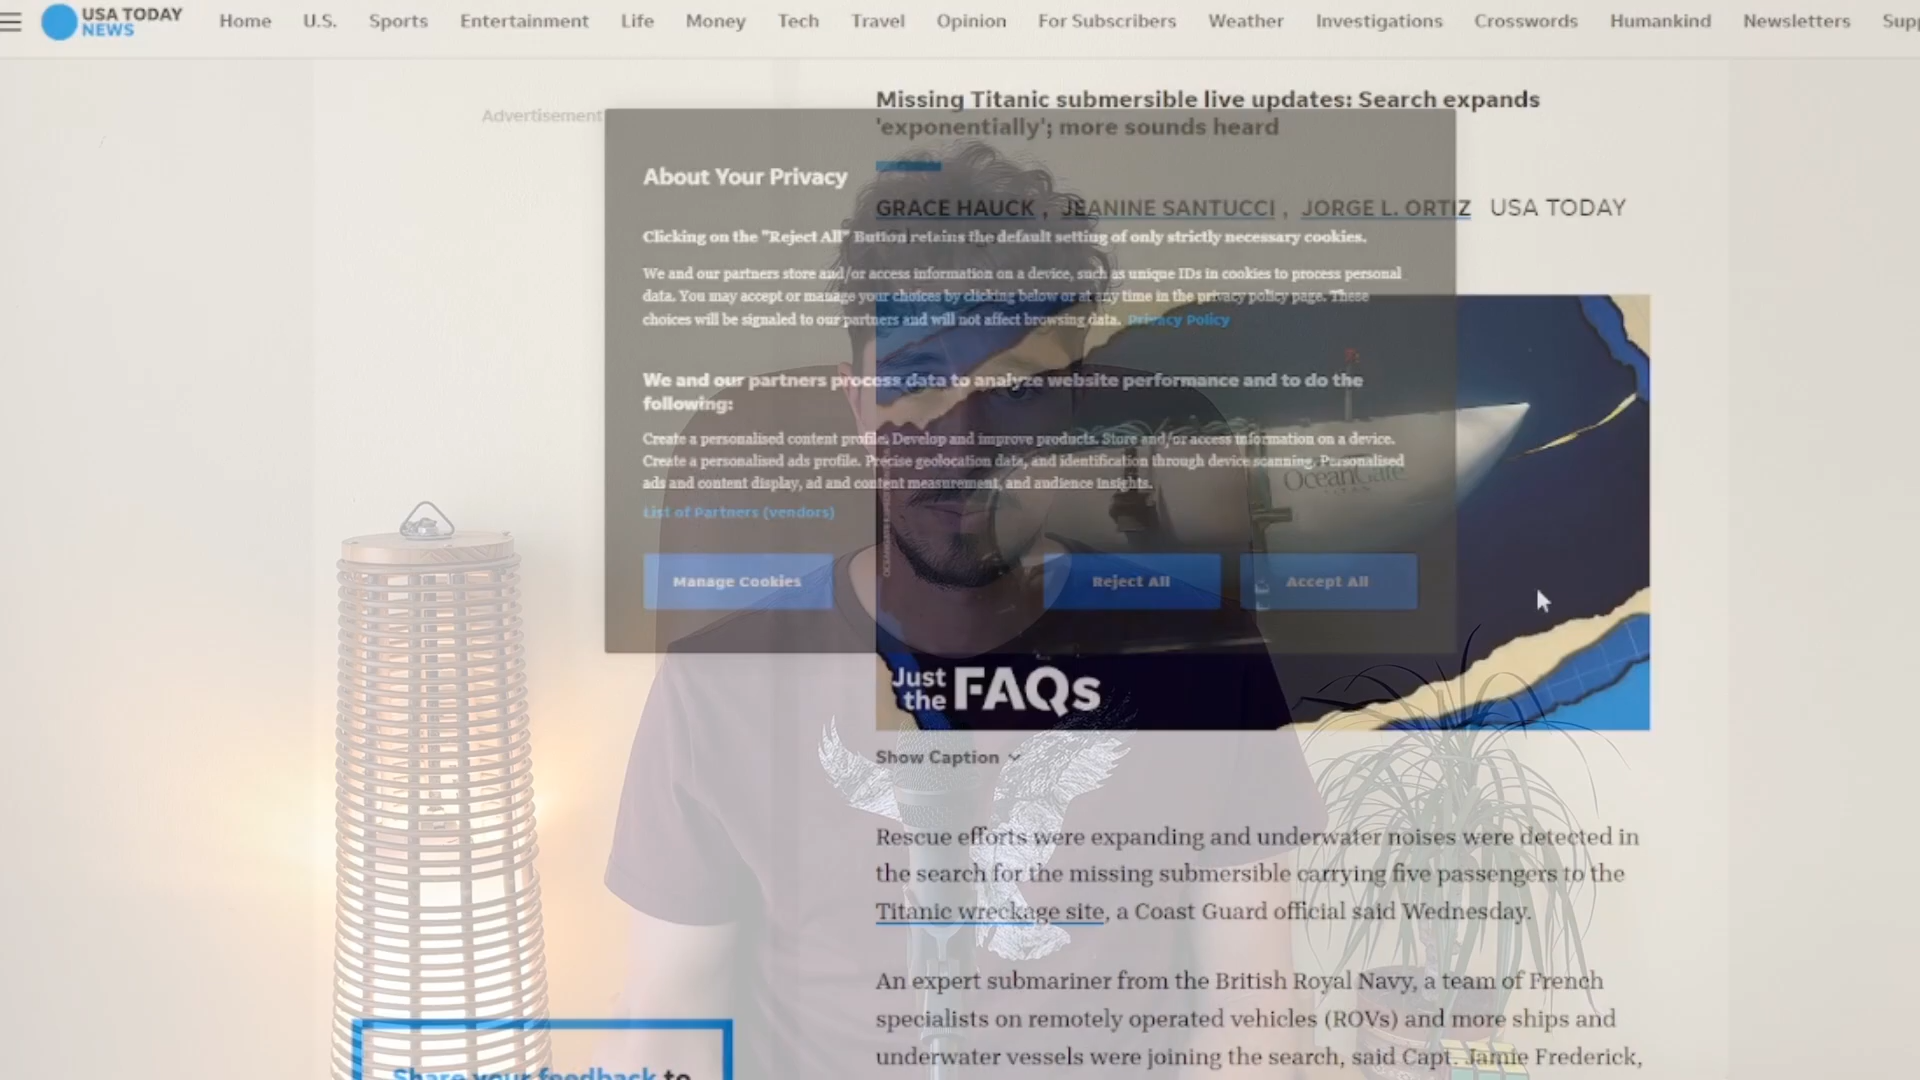 USA TODAY
NEWS
Home U.S. Sports Entertainment Life Money Tech Travel Opinion For Subscribers Weather Investigations Crosswords Humankind Newsletters
Advertisement
Missing Titanic submersible live updates: Search expands
'exponentially'; more sounds heard
GRACE HAUCK , JEANINE SANTUCCI , JORGE L. ORTIZ USA TODAY
About Your Privacy
Clicking on the "Reject All" Button retains the default setting of only strictly necessary cookies.
We and our partners store and/or access information on a device, such as unique IDs in cookies to process personal
data. You may accept or manage your choices by clicking below or at any time in the privacy policy page. These
choices will be signaled to our partners and will not affect browsing data. Privacy Policy
We and our partners process data to analyze website performance and to do the
following:
Create a personalised content profile. Develop and improve products. Store and/or access information on a device.
Create a personalised ads profile. Precise geolocation data, and identification through device scanning. Personalised
ads and content display, ad and content measurement, and audience insights.
List of Partners (vendors)
Manage Cookies Reject All Accept All
OceanGate
Just
the FAQs
Show Caption
Rescue efforts were expanding and underwater noises were detected in
the search for the missing submersible carrying five passengers to the
Titanic wreckage site, a Coast Guard official said Wednesday.
An expert submariner from the British Royal Navy, a team of French
specialists on remotely operated vehicles (ROVs) and more ships and
underwater vessels were joining the search, said Capt. Jamie Frederick,
Share your feedback to